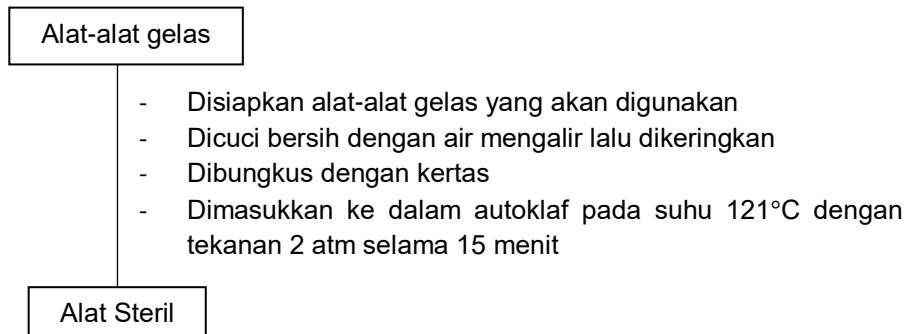 Alat-alat gelas
- Disiapkan alat-alat gelas yang akan digunakan
- Dicuci bersih dengan air mengalir lalu dikeringkan
- Dibungkus dengan kertas
- Dimasukkan ke dalam autoklaf pada suhu 121°C dengan
tekanan 2 atm selama 15 menit
Alat Steril